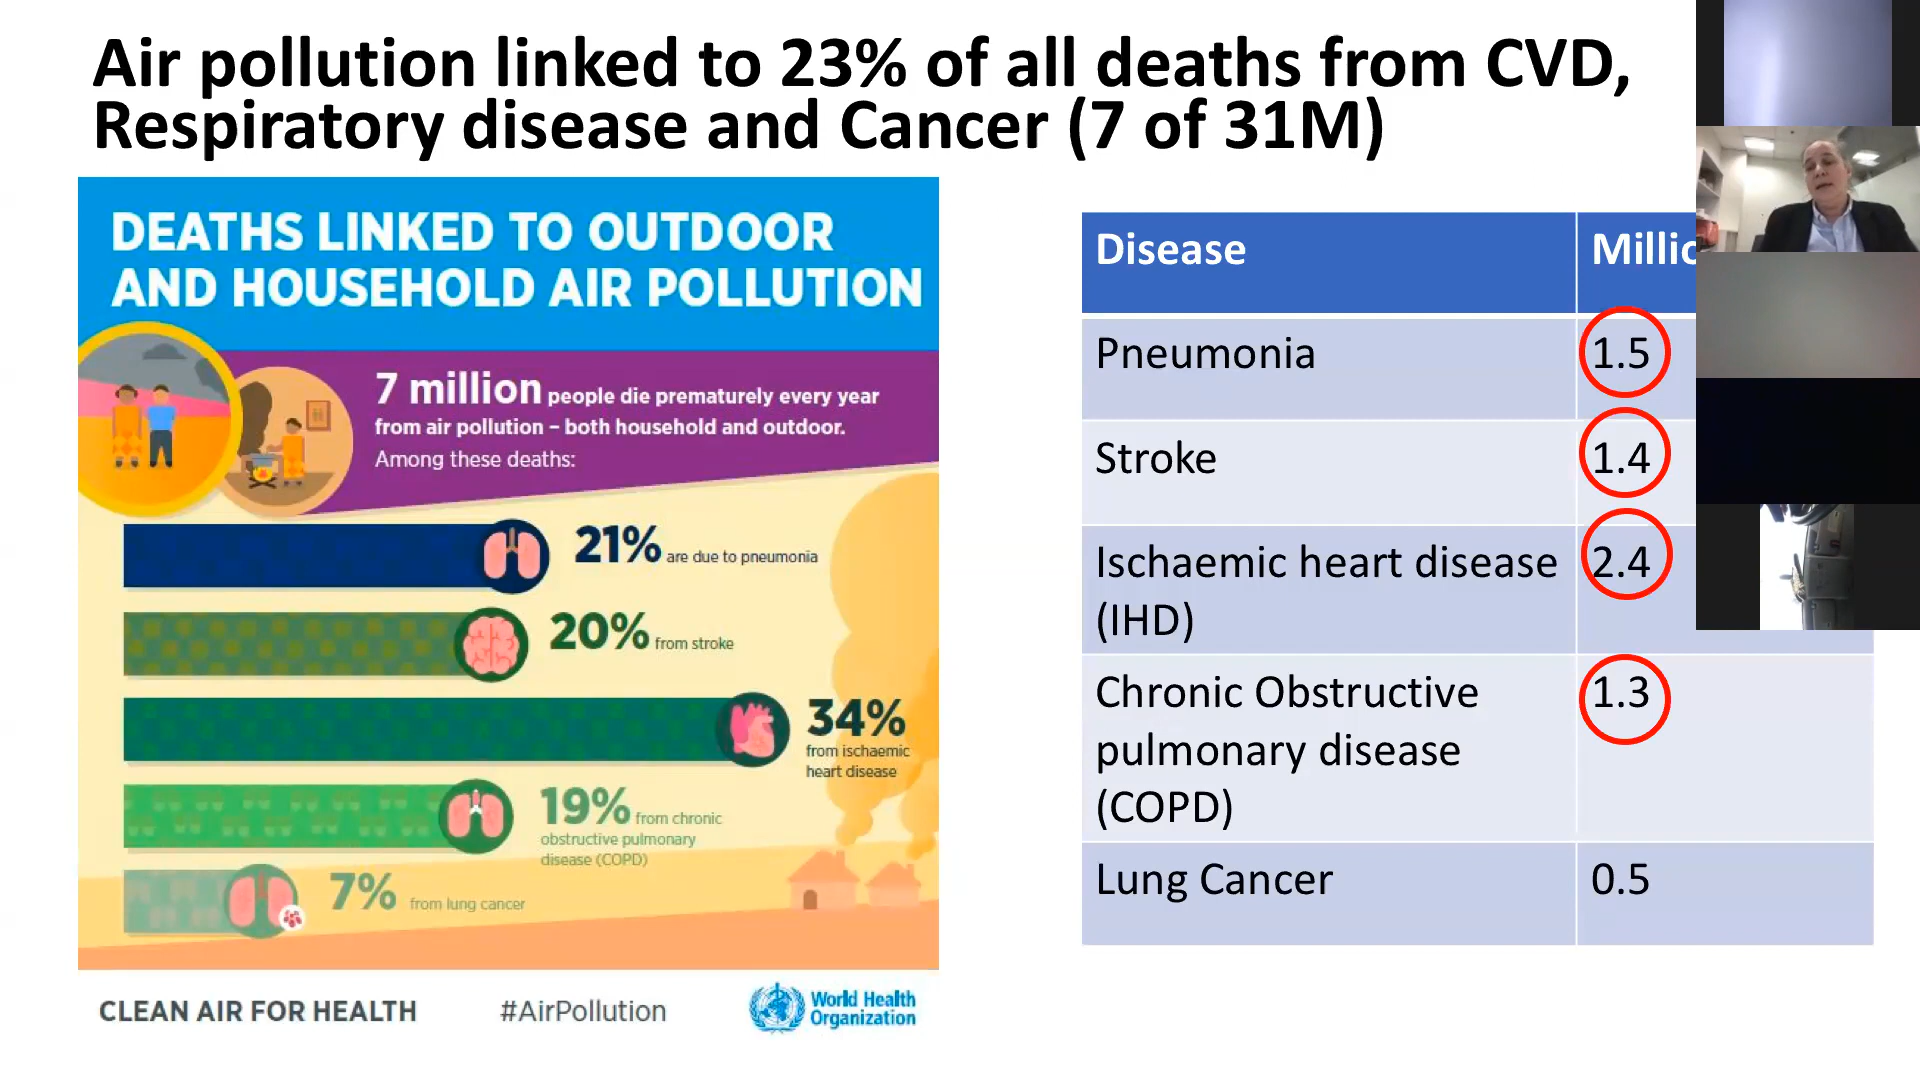 Air pollution linked to 23% of all deaths from CVD,
Respiratory disease and Cancer (7 of 31M)
DEATHS LINKED TO OUTDOOR
AND HOUSEHOLD AIR POLLUTION
7 million people die prematurely every year
from air pollution – both household and outdoor.
Among these deaths:
21% are due to pneumonia
20% from stroke
34%
from ischaemic
heart disease
19% from chronic
obstructive pulmonary
disease (COPD)
7% from lung cancer
CLEAN AIR FOR HEALTH
#AirPollution
World Health
Organization
Disease
Pneumonia 1.5
Stroke 1.4
Ischaemic heart disease 2.4
(IHD)
Chronic Obstructive 1.3
pulmonary disease
(COPD)
Lung Cancer 0.5